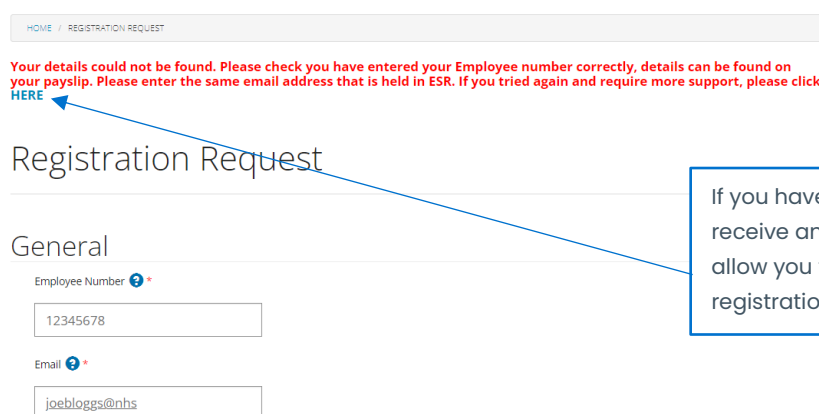 HOME / REGISTRATION REQUEST
Your details could not be found. Please check you have entered your Employee number correctly, details can be found on
your payslip. Please enter the same email address that is held in ESR. If you tried again and require more support, please click
HERE
Registration Request
If you have
receive an
allow you
registratio
General
Employee Number ? *
12345678
Email ? *
joebloggs@nhs